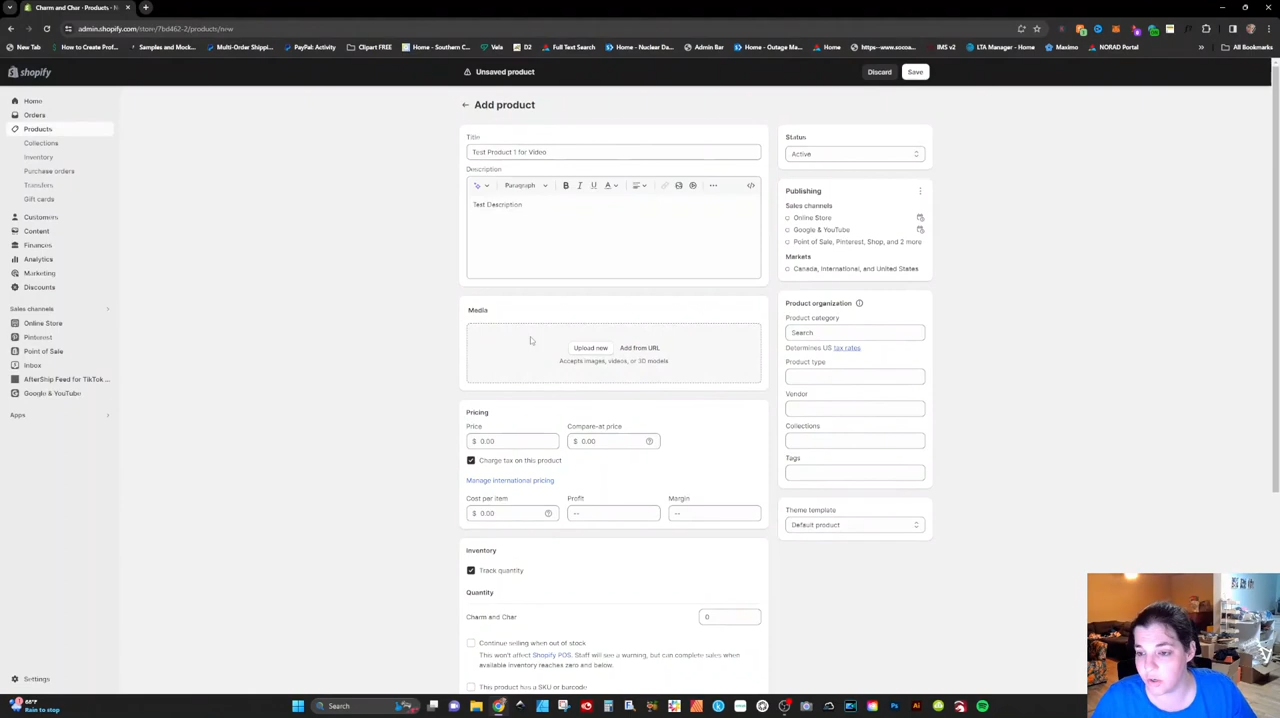 Charm and Char · Products · N
admin.shopify.com/store/7bd462-2/products/new
New Tab
How to Create Prof...
Samples and Mock...
Multi-Order Shippi...
PayPal: Activity
Clipart FREE
Home - Southern C...
Vela
D2
Full Text Search
Home - Nuclear Da...
Admin Bar
Home - Outage Ma...
Home
https--www.socoa...
IMS v2
LTA Manager - Home
Maximo
NORAD Portal
All Bookmarks
shopify
Unsaved product
Discard
Save
Home
Orders
Products
Collections
Inventory
Purchase orders
Transfers
Gift cards
Customers
Content
Finances
Analytics
Marketing
Discounts
Sales channels
Online Store
Pinterest
Point of Sale
Inbox
AfterShip Feed for TikTok ...
Google & YouTube
Apps
Settings
Add product
Title
Test Product 1 for Video
Description
Paragraph
B I U A
Test Description
Media
Upload new
Add from URL
Accepts images, videos, or 3D models
Pricing
Price
Compare-at price
$ 0.00
$ 0.00
Charge tax on this product
Manage international pricing
Cost per item
Profit
Margin
$ 0.00
--
--
Inventory
Track quantity
Quantity
Charm and Char
0
Continue selling when out of stock
This won't affect Shopify POS. Staff will see a warning, but can complete sales when
available inventory reaches zero and below.
This product has a SKU or barcode
Status
Active
Publishing
Sales channels
Online Store
Google & YouTube
Point of Sale, Pinterest, Shop, and 2 more
Markets
Canada, International, and United States
Product organization
Product category
Search
Determines US tax rates
Product type
Vendor
Collections
Tags
Theme template
Default product
66°F
Rain to stop
Search